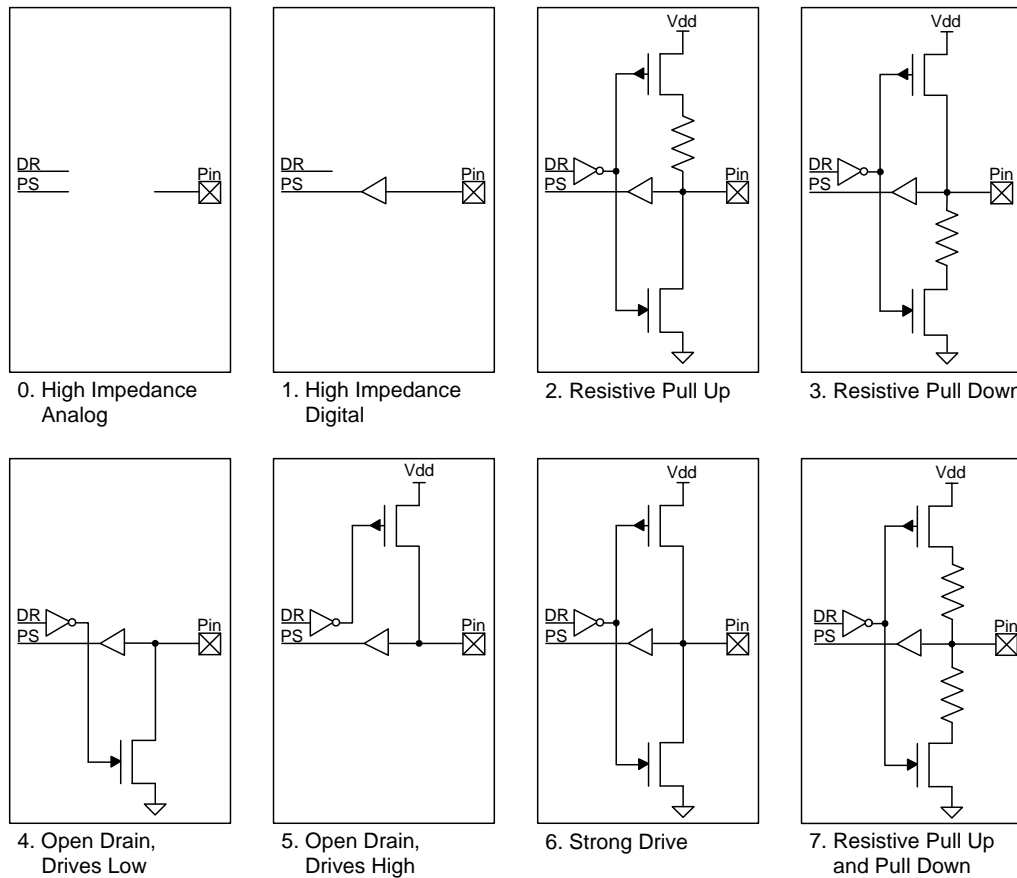 DR
PS
Pin
0. High Impedance
Analog
DR
PS
Pin
1. High Impedance
Digital
Vdd
DR
PS
Pin
2. Resistive Pull Up
Vdd
DR
PS
Pin
3. Resistive Pull Down
DR
PS
Pin
4. Open Drain,
Drives Low
Vdd
DR
PS
Pin
5. Open Drain,
Drives High
Vdd
DR
PS
Pin
6. Strong Drive
Vdd
DR
PS
Pin
7. Resistive Pull Up
and Pull Down